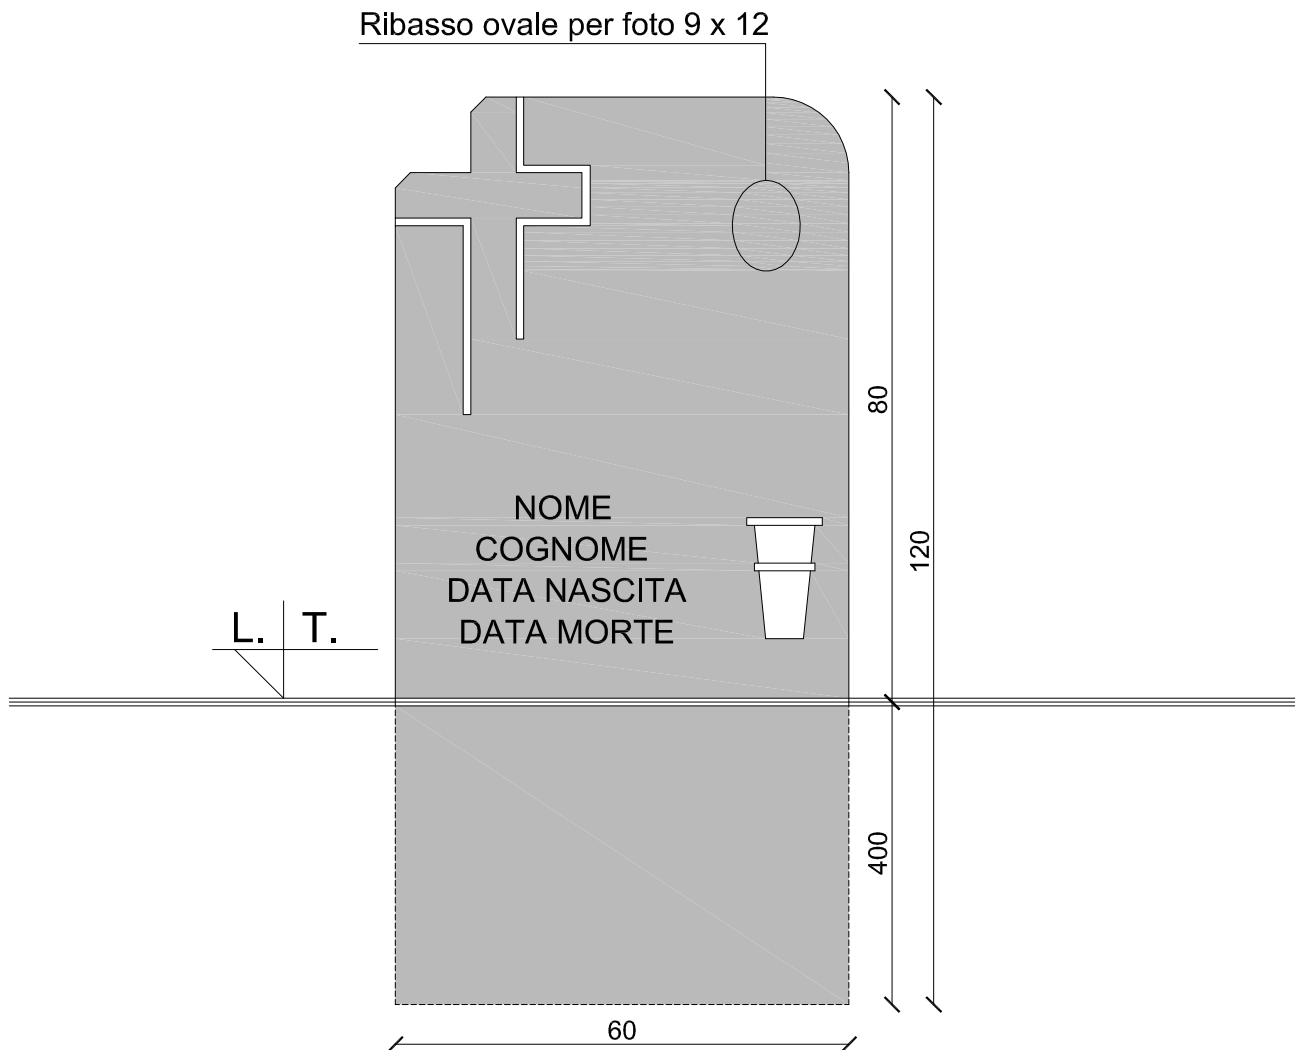 Ribasso ovale per foto 9 x 12
80
120
NOME
COGNOME
DATA NASCITA
DATA MORTE
L. T.
400
60